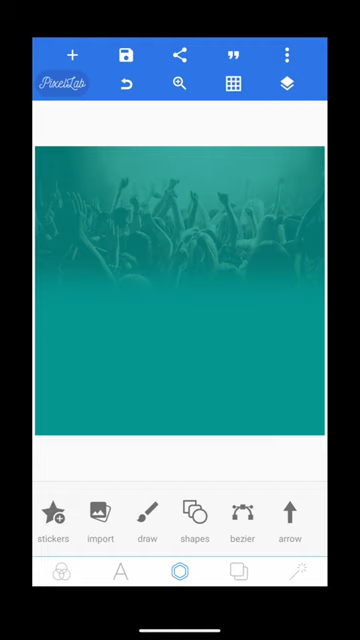 PixelLab
stickers
import
draw
shapes
bezier
arrow